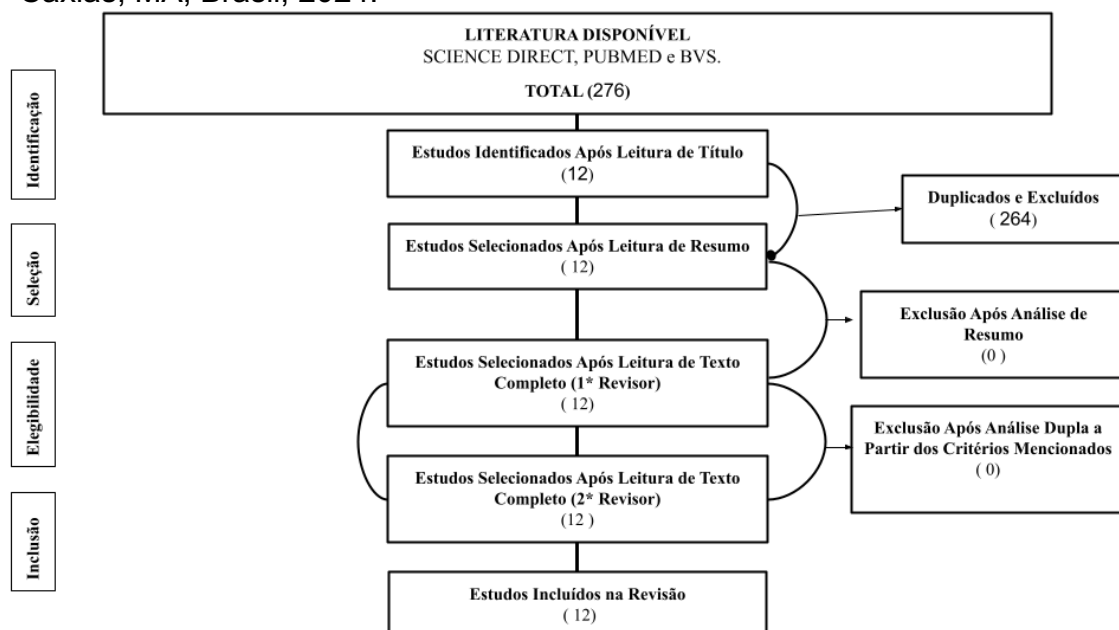 Caxias, MA, Brasil, 2024.
LITERATURA DISPONÍVEL
SCIENCE DIRECT, PUBMED e BVS.
TOTAL (276)
Identificação
Estudos Identificados Após Leitura de Título
(12)
Duplicados e Excluídos
( 264)
Seleção
Estudos Selecionados Após Leitura de Resumo
( 12)
Exclusão Após Análise de
Resumo
(0 )
Elegibilidade
Estudos Selecionados Após Leitura de Texto
Completo (1* Revisor)
( 12)
Exclusão Após Análise Dupla a
Partir dos Critérios Mencionados
( 0)
Estudos Selecionados Após Leitura de Texto
Completo (2* Revisor)
(12 )
Inclusão
Estudos Incluídos na Revisão
( 12)